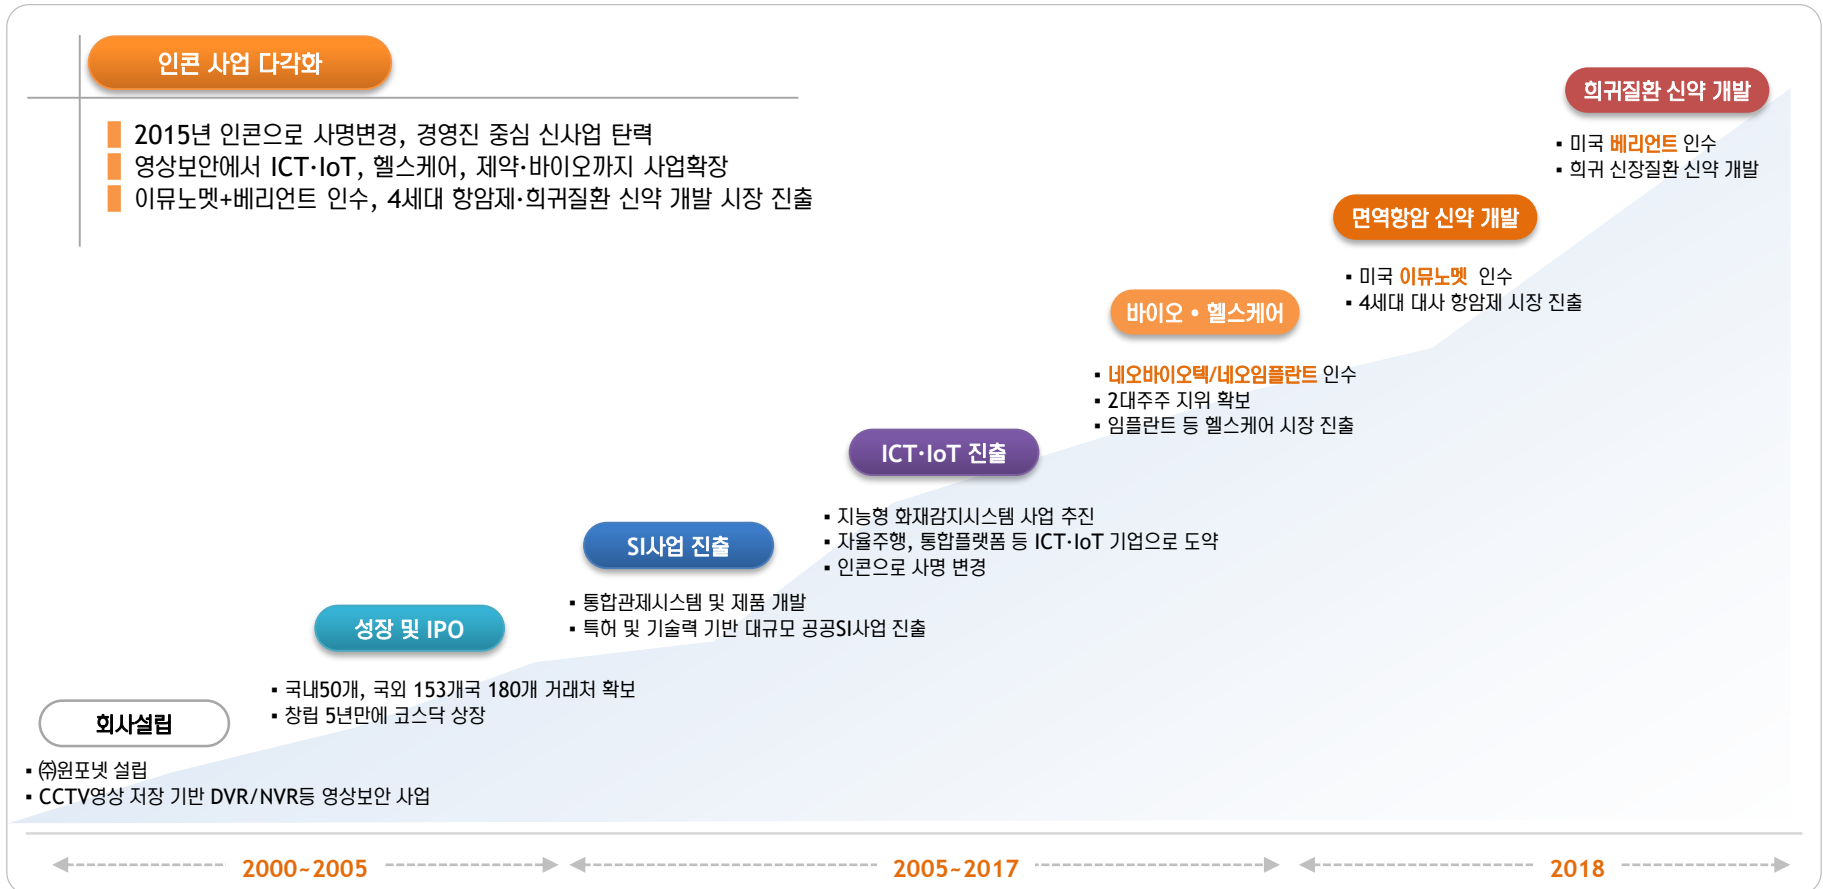 인콘 사업 다각화
2015년 인콘으로 사명변경, 경영진 중심 신사업 탄력
영상보안에서 ICT·IoT, 헬스케어, 제약·바이오까지 사업확장
이뮤노멧+베리언트 인수, 4세대 항암제·희귀질환 신약 개발 시장 진출
희귀질환 신약 개발
▪ 미국 베리언트 인수
▪ 희귀 신장질환 신약 개발
면역항암 신약 개발
▪ 미국 이뮤노멧 인수
▪ 4세대 대사 항암제 시장 진출
바이오 • 헬스케어
▪ 네오바이오텍/네오임플란트 인수
▪ 2대주주 지위 확보
▪ 임플란트 등 헬스케어 시장 진출
ICT·IoT 진출
▪ 지능형 화재감지시스템 사업 추진
▪ 자율주행, 통합플랫폼 등 ICT·IoT 기업으로 도약
▪ 인콘으로 사명 변경
SI사업 진출
▪ 통합관제시스템 및 제품 개발
▪ 특허 및 기술력 기반 대규모 공공SI사업 진출
성장 및 IPO
▪ 국내50개, 국외 153개국 180개 거래처 확보
▪ 창립 5년만에 코스닥 상장
회사설립
▪ ㈜윈포넷 설립
▪ CCTV영상 저장 기반 DVR/NVR등 영상보안 사업
2000~2005
2005~2017
2018